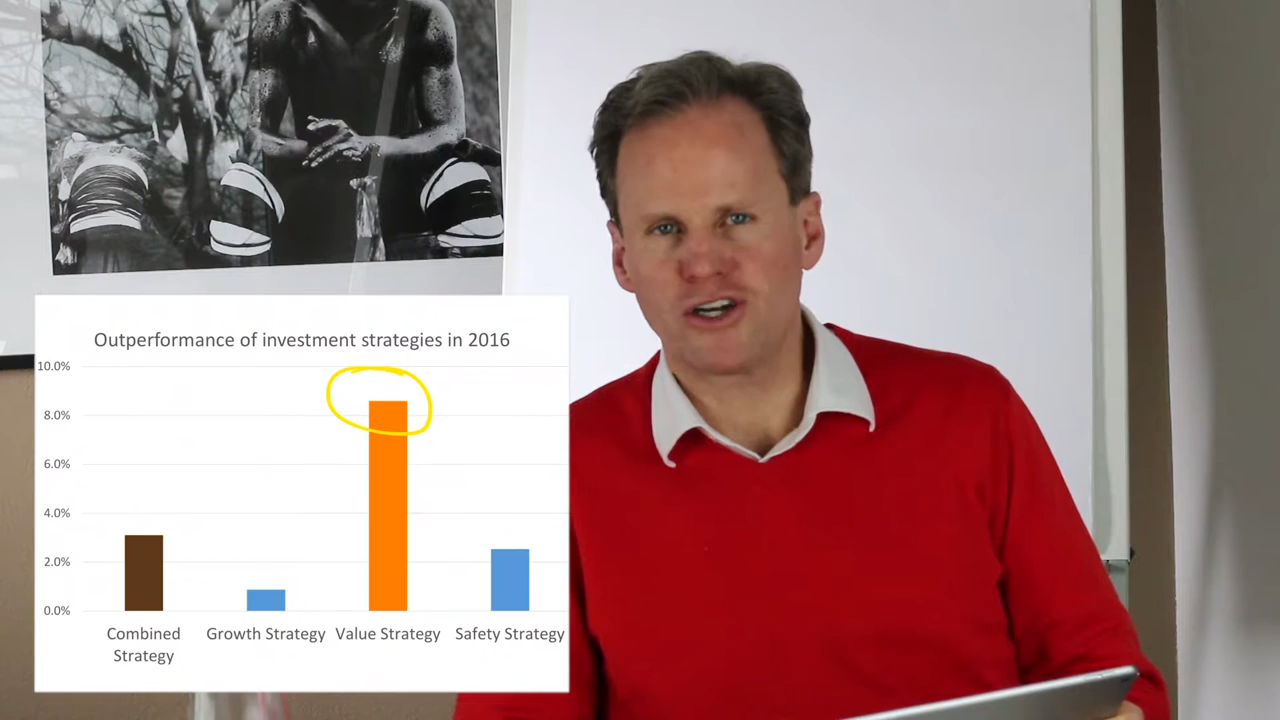 Outperformance of investment strategies in 2016
10.0%
8.0%
6.0%
4.0%
2.0%
0.0%
Combined Growth Strategy Value Strategy Safety Strategy
Strategy